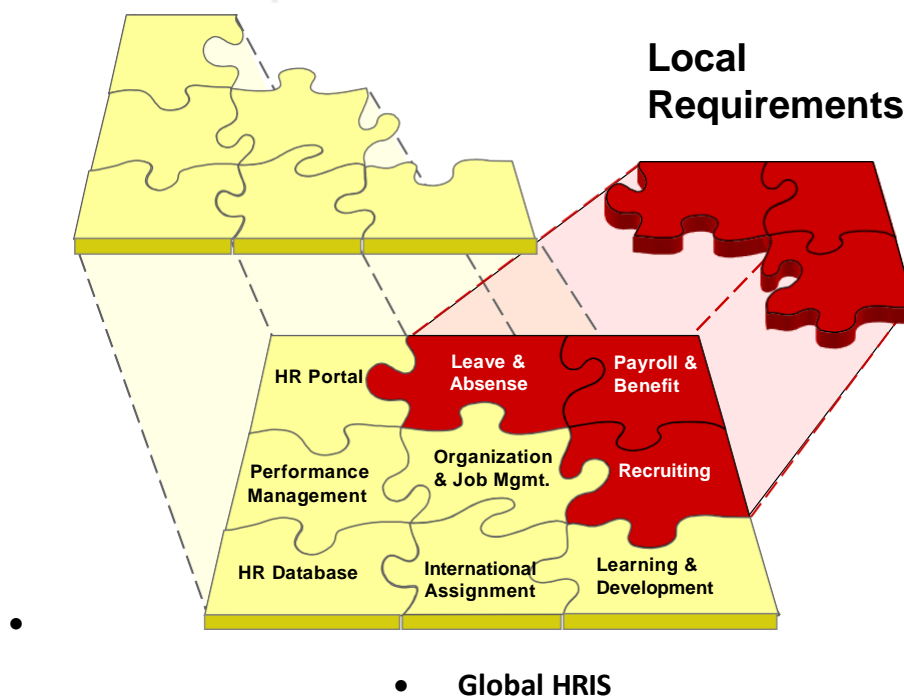 Local
Requirements
HR Portal
Leave &
Absense
Payroll &
Benefit
Performance
Management
Organization
& Job Mgmt.
Recruiting
HR Database
International
Assignment
Learning &
Development
• 
• Global HRIS